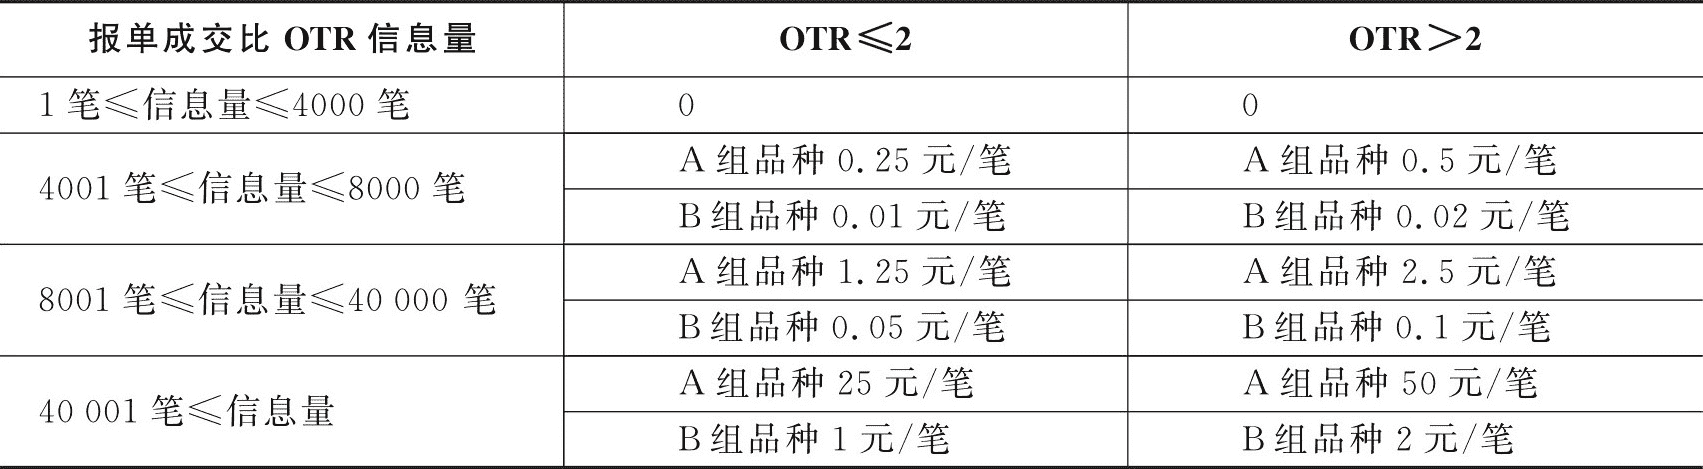 报单成交比 OTR 信息量 OTR≤2 OTR>2
1 笔≤信息量≤4000 笔 0 0
4001 笔≤信息量≤8000 笔
A 组品种 0.25 元/笔 A 组品种 0.5 元/笔
B 组品种 0.01 元/笔 B 组品种 0.02 元/笔
8001 笔≤信息量≤40 000 笔
A 组品种 1.25 元/笔 A 组品种 2.5 元/笔
B 组品种 0.05 元/笔 B 组品种 0.1 元/笔
40 001 笔≤信息量
A 组品种 25 元/笔 A 组品种 50 元/笔
B 组品种 1 元/笔 B 组品种 2 元/笔